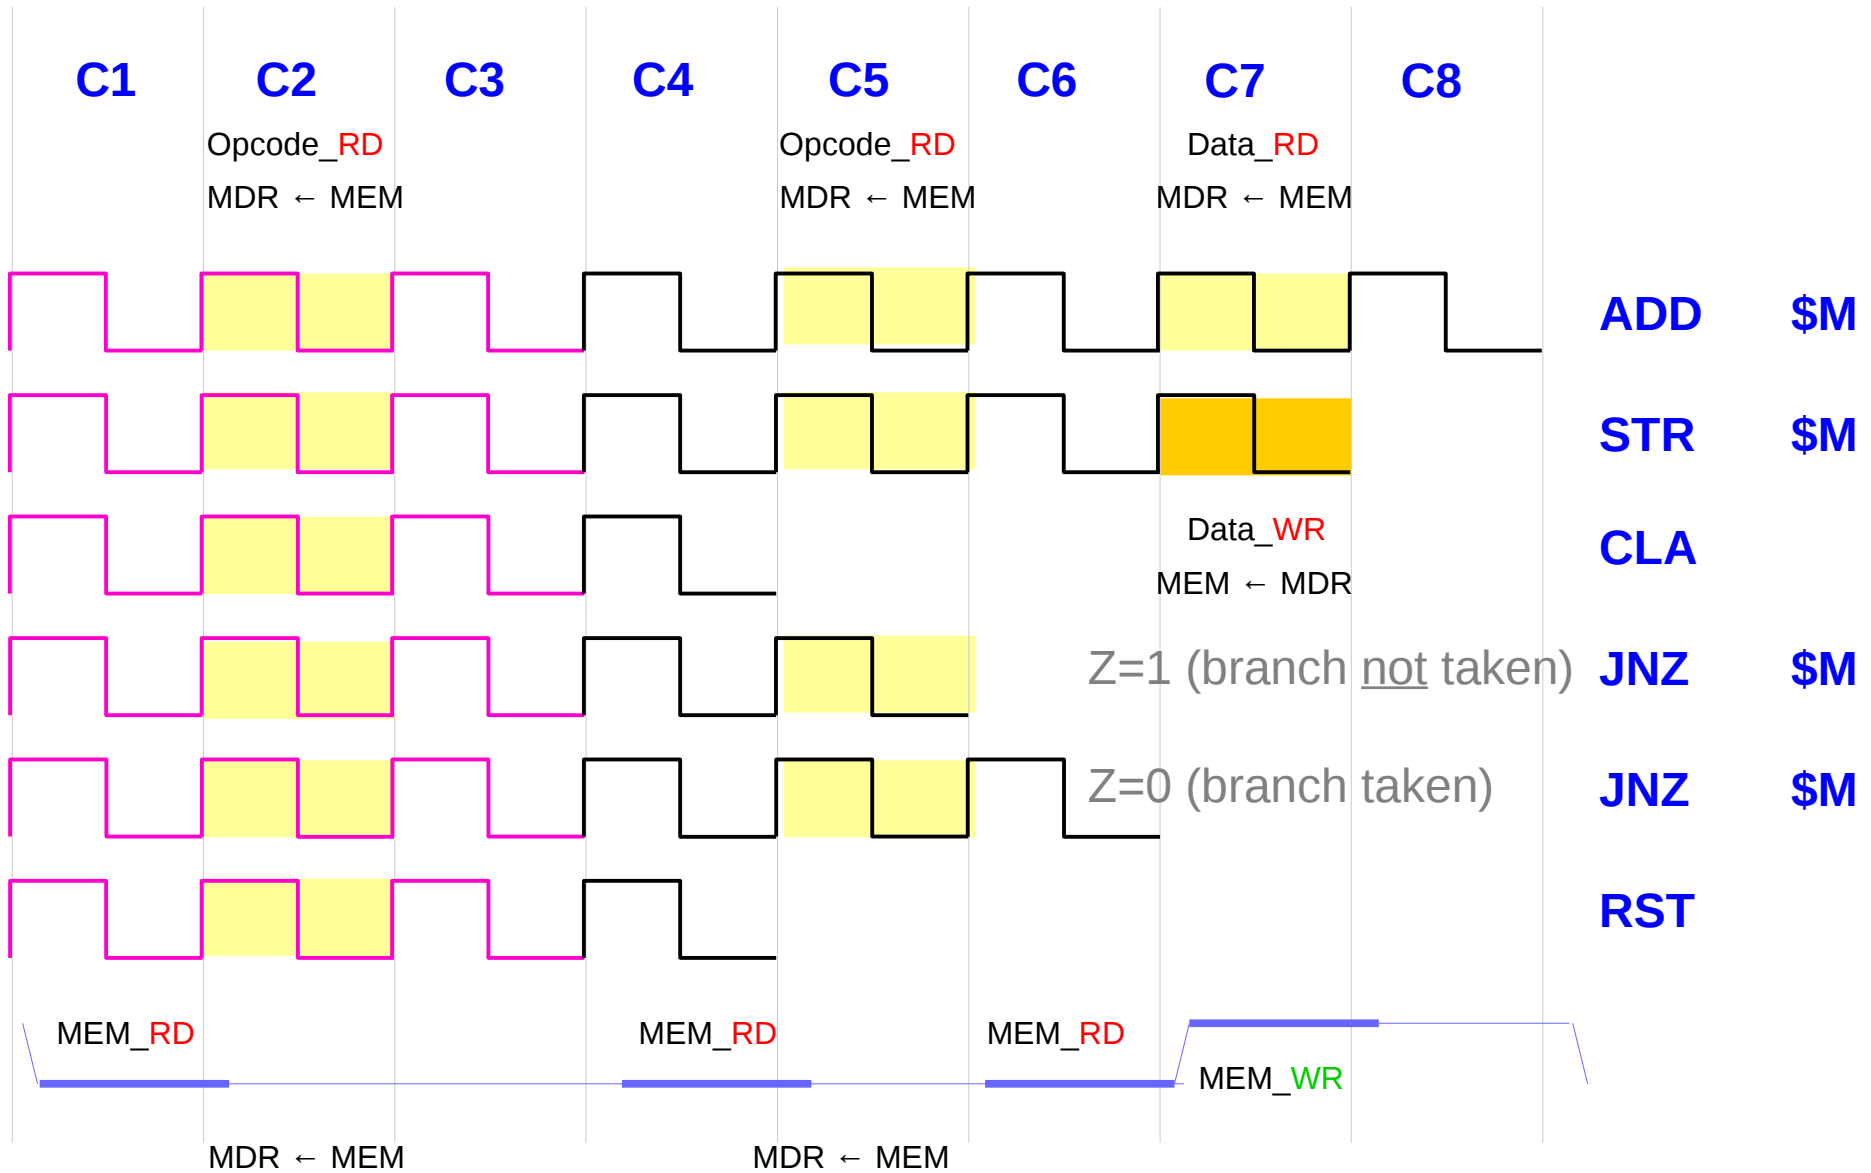 C1 C2 C3 C4 C5 C6 C7 C8
Opcode_RD Opcode_RD Data_RD
MDR ← MEM MDR ← MEM MDR ← MEM
ADD $M
STR $M
Data_WR
CLA
MEM ← MDR
Z=1 (branch not taken) JNZ $M
Z=0 (branch taken) JNZ $M
RST
MEM_RD MEM_RD MEM_RD
MEM_WR
MDR ← MEM MDR ← MEM